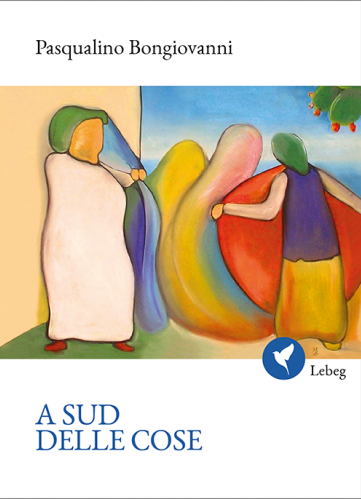 Pasqualino Bongiovanni
Lebeg
A SUD
DELLE COSE